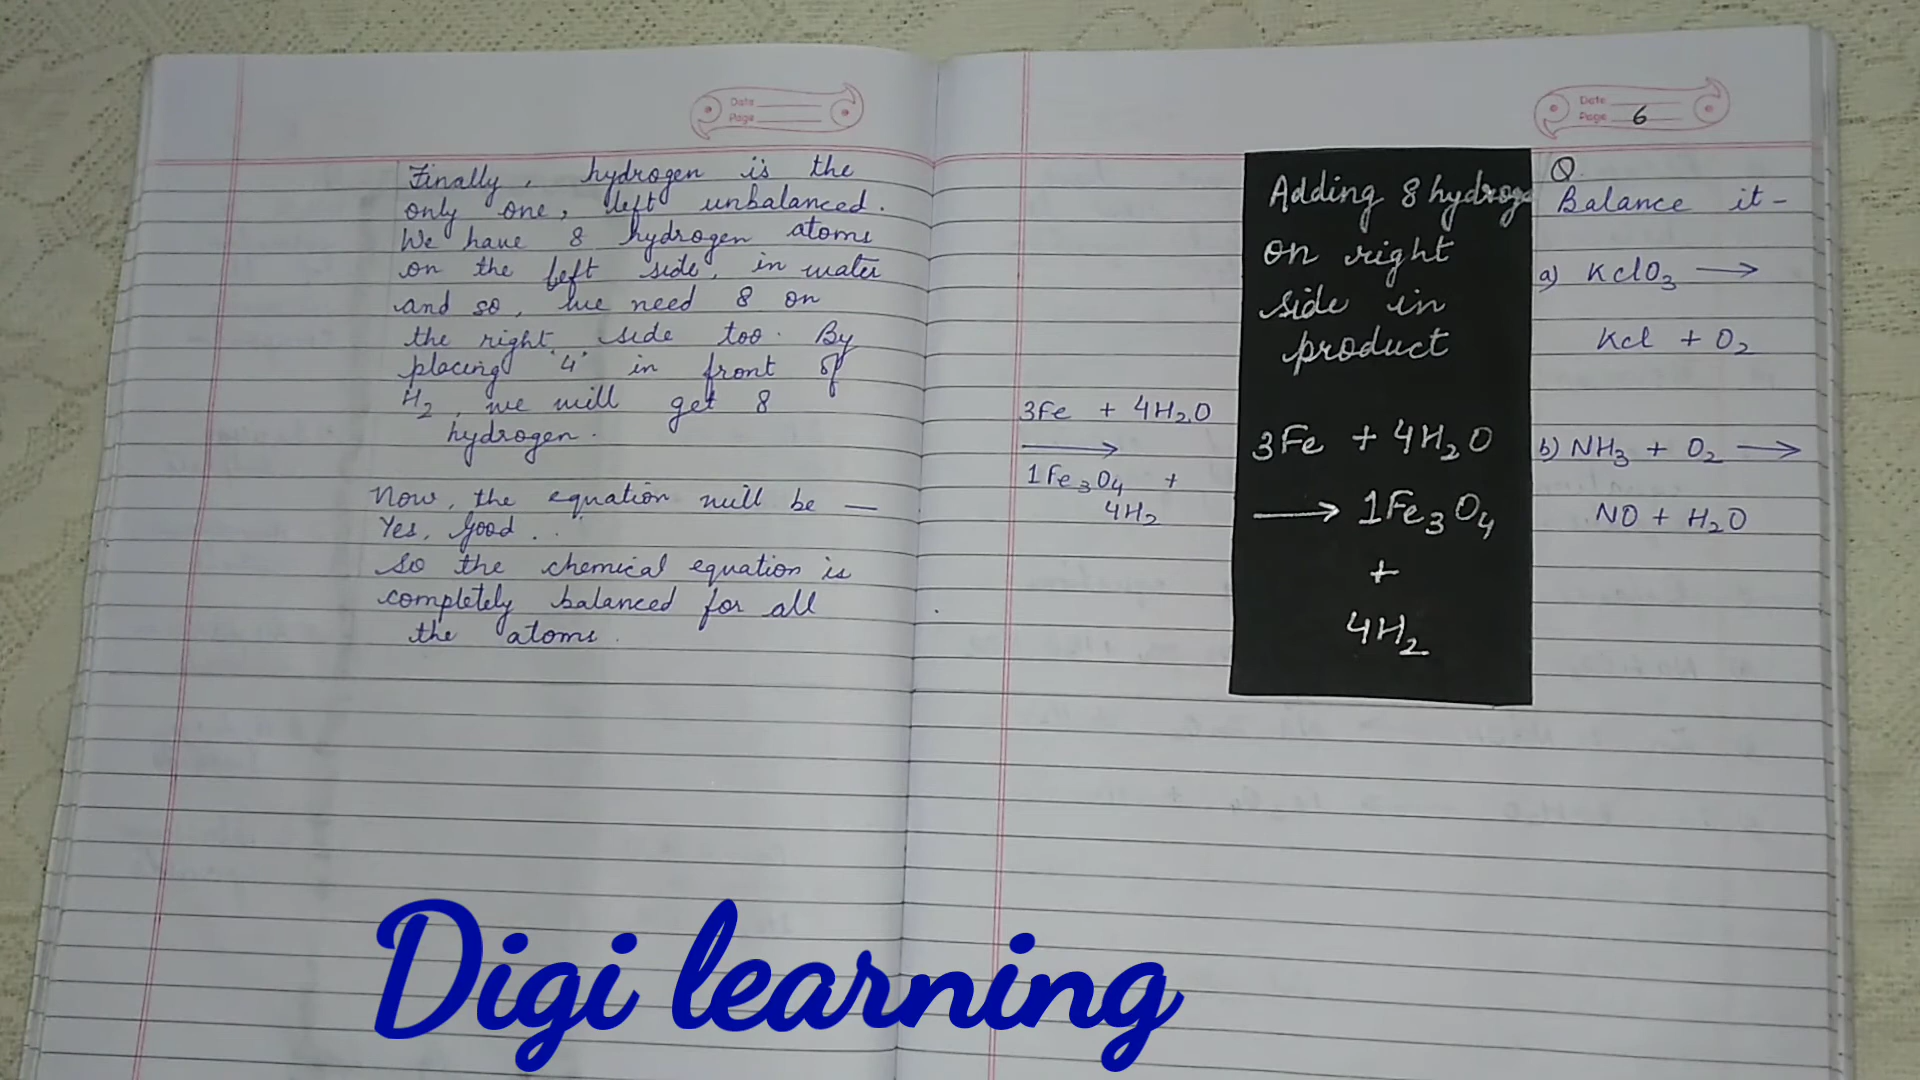 Date
Page
Finally, hydrogen is the
only one, left unbalanced.
We have 8 hydrogen atoms
on the left side, in water
and so, we need 8 on
the right side too. By
placing '4' in front of
H₂, we will get 8
hydrogen.
Now, the equation will be —
Yes, Good..
So the chemical equation is
completely balanced for all
the atoms.
Date
Page 6
3Fe + 4H₂O
⟶
1Fe₃O₄ +
4H₂
Adding 8 hydroge
on right
side in
product
3Fe + 4H₂O
⟶ 1Fe₃O₄
+
4H₂
Q.
Balance it-
a) KclO₃ ⟶
Kcl + O₂
b) NH₃ + O₂ ⟶
NO + H₂O
Digi learning